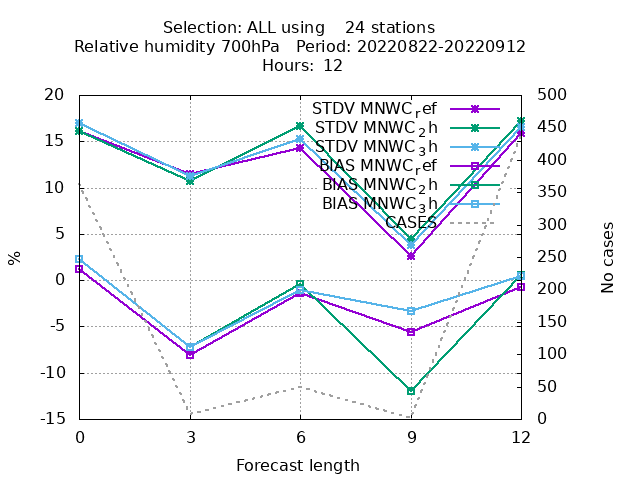 Selection: ALL using    24 stations
Relative humidity 700hPa   Period: 20220822-20220912
Hours: 12
20
15
10
5
0
-5
-10
-15
%
500
450
400
350
300
250
200
150
100
50
0
No cases
STDV MNWC_ref
STDV MNWC_2h
STDV MNWC_3h
BIAS MNWC_ref
BIAS MNWC_2h
BIAS MNWC_3h
CASES
0 3 6 9 12
Forecast length